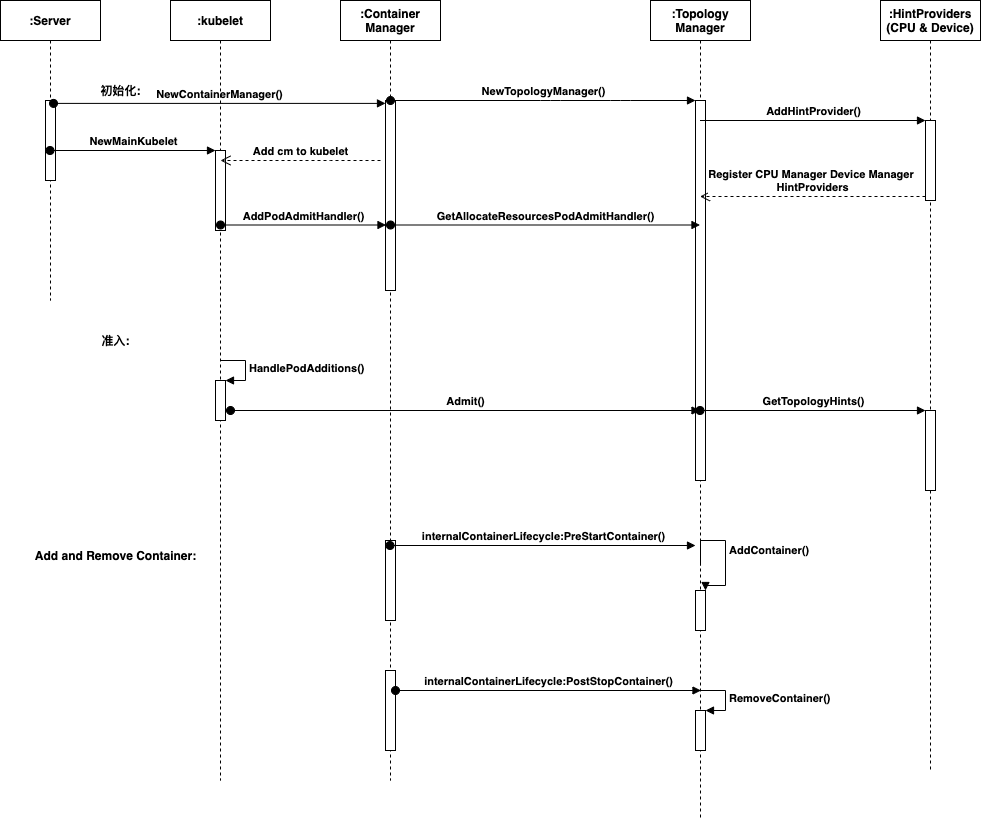 :Server
:kubelet
:Container
Manager
:Topology
Manager
:HintProviders
(CPU & Device)
初始化:
NewContainerManager()
NewTopologyManager()
AddHintProvider()
NewMainKubelet
Add cm to kubelet
Register CPU Manager Device Manager
HintProviders
AddPodAdmitHandler()
GetAllocateResourcesPodAdmitHandler()
准入:
HandlePodAdditions()
Admit()
GetTopologyHints()
internalContainerLifecycle:PreStartContainer()
AddContainer()
Add and Remove Container:
internalContainerLifecycle:PostStopContainer()
RemoveContainer()